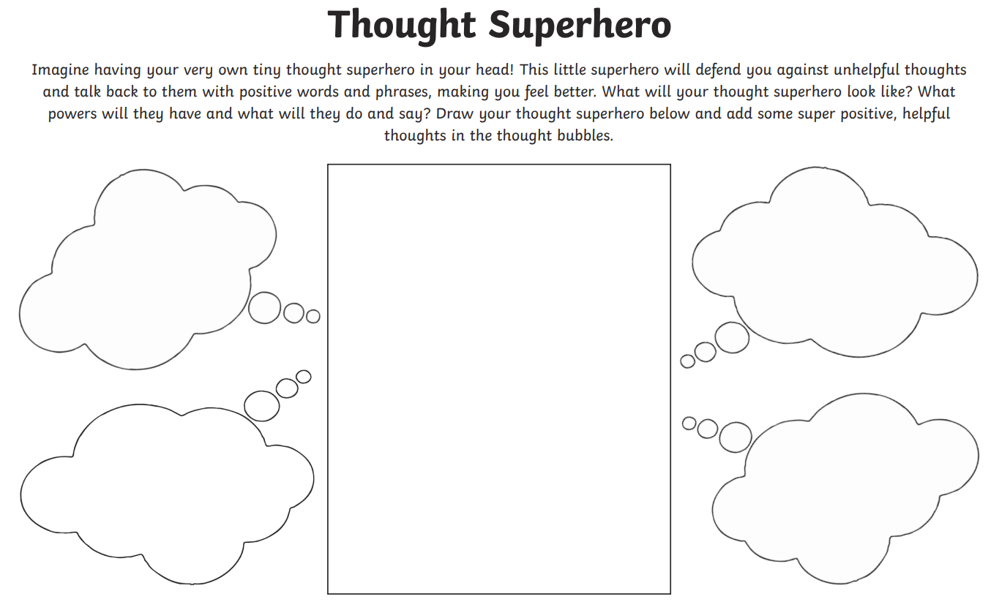 Thought Superhero
Imagine having your very own tiny thought superhero in your head! This little superhero will defend you against unhelpful thoughts
and talk back to them with positive words and phrases, making you feel better. What will your thought superhero look like? What
powers will they have and what will they do and say? Draw your thought superhero below and add some super positive, helpful
thoughts in the thought bubbles.